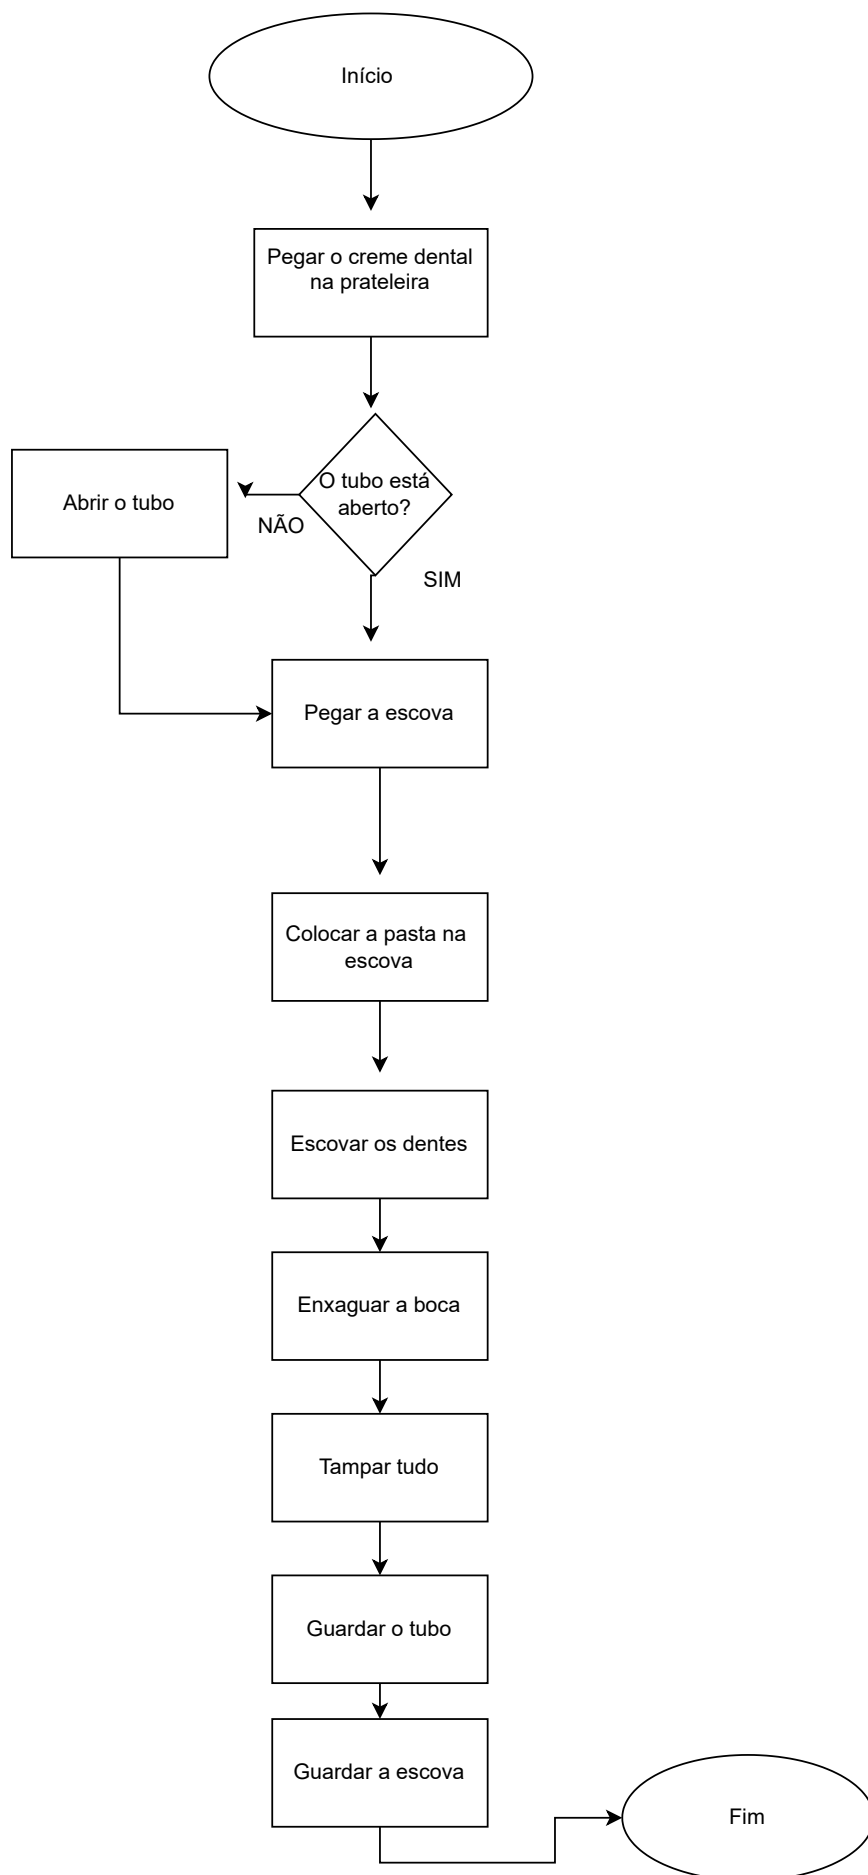 Início
Pegar o creme dental
na prateleira
O tubo está
aberto?
Abrir o tubo
NÃO
SIM
Pegar a escova
Colocar a pasta na
escova
Escovar os dentes
Enxaguar a boca
Tampar tudo
Guardar o tubo
Guardar a escova
Fim